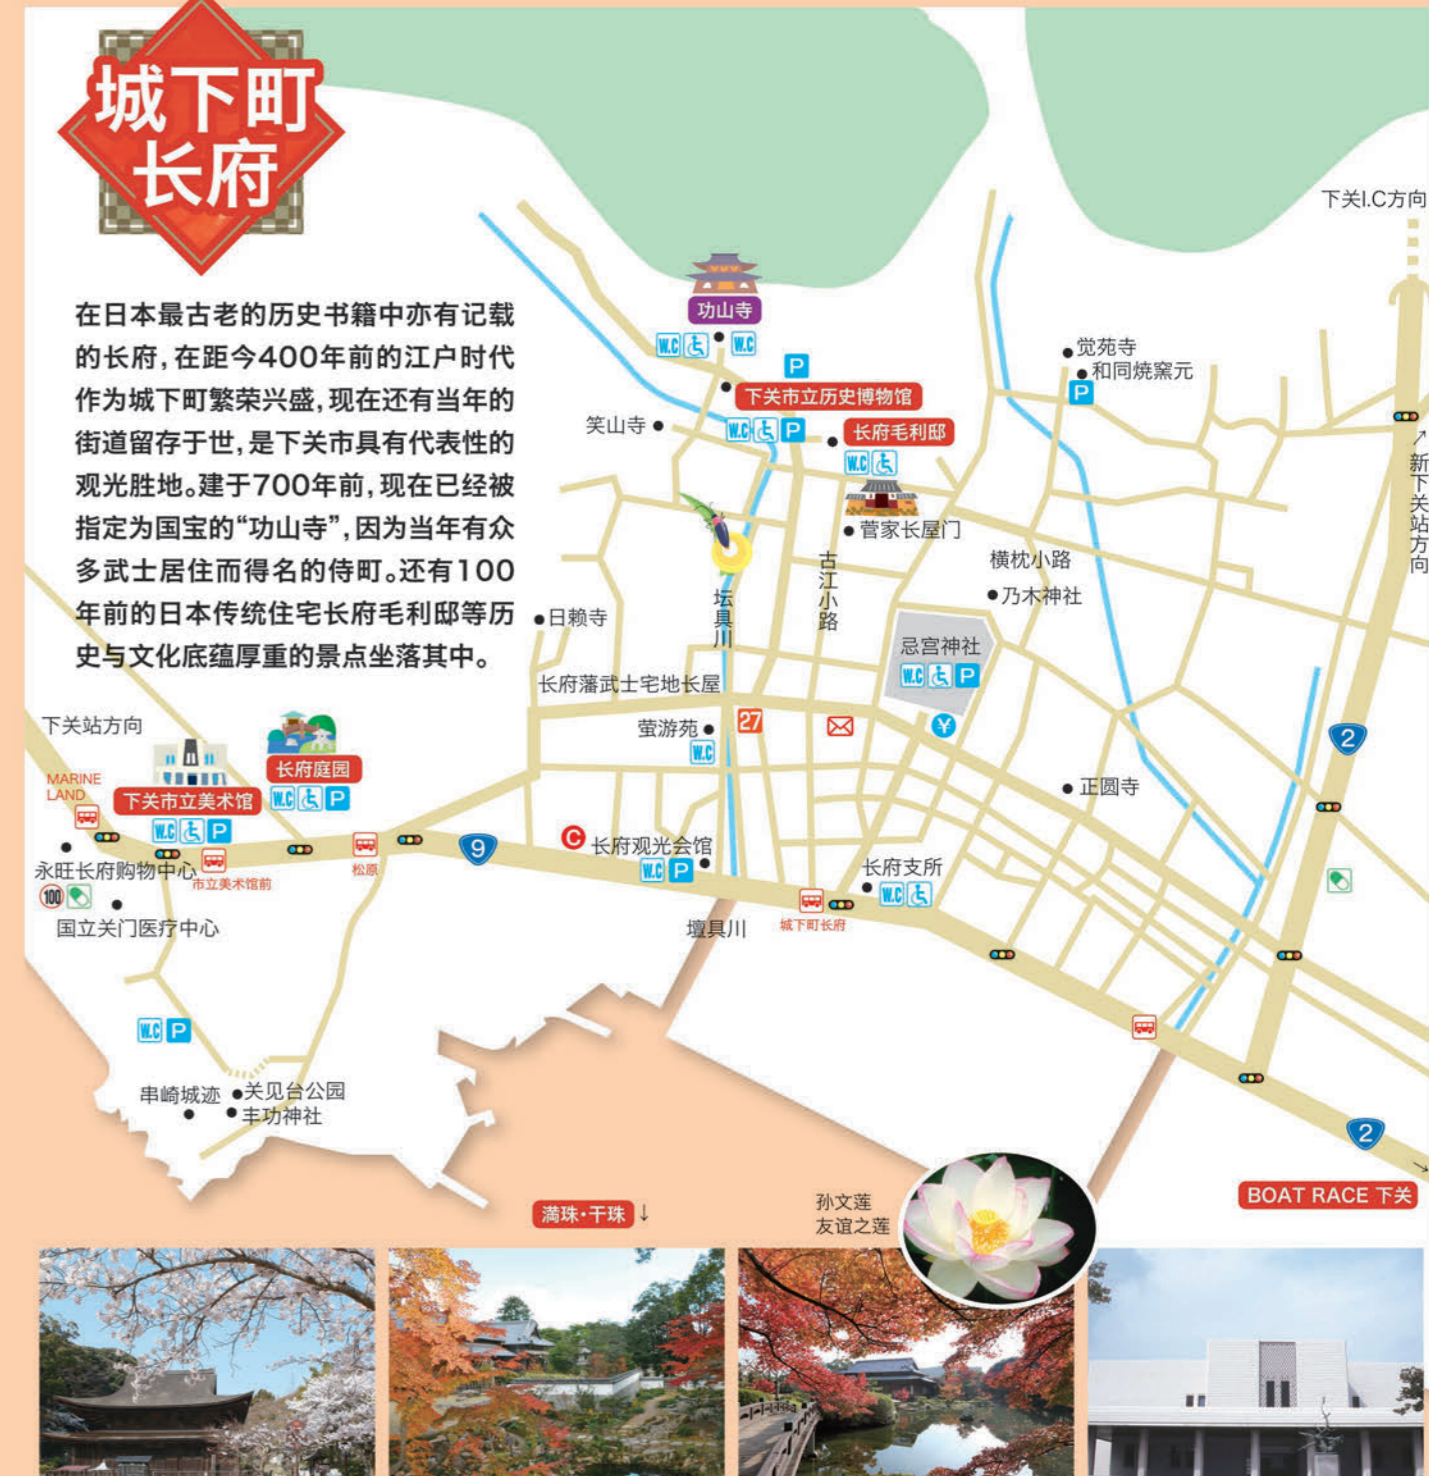 城下町
长府
在日本最古老的历史书籍中亦有记载
的长府,在距今400年前的江户时代
作为城下町繁荣兴盛,现在还有当年的
街道留存于世,是下关市具有代表性的
观光胜地。建于700年前,现在已经被
指定为国宝的“功山寺”,因为当年有众
多武士居住而得名的侍町。还有100
年前的日本传统住宅长府毛利邸等历
史与文化底蕴厚重的景点坐落其中。
下关I.C方向
功山寺
W.C
W.C
P
觉苑寺
和同焼窯元
P
下关市立历史博物馆
笑山寺
W.C
P
长府毛利邸
W.C
新下关站方向
菅家长屋门
古江小路
横枕小路
乃木神社
坛具川
日赖寺
忌宫神社
W.C
P
长府藩武士宅地长屋
萤游苑
W.C
27
¥
2
下关站方向
长府庭园
W.C
P
MARINE
LAND
下关市立美术馆
W.C
P
正圆寺
9
C
长府观光会馆
W.C
P
长府支所
W.C
永旺长府购物中心
市立美术馆前
松原
100
国立关门医疗中心
壇具川
城下町长府
W.C
P
串崎城迹
关见台公园
丰功神社
2
→
BOAT RACE 下关
満珠・干珠
↓
孙文莲
友谊之莲